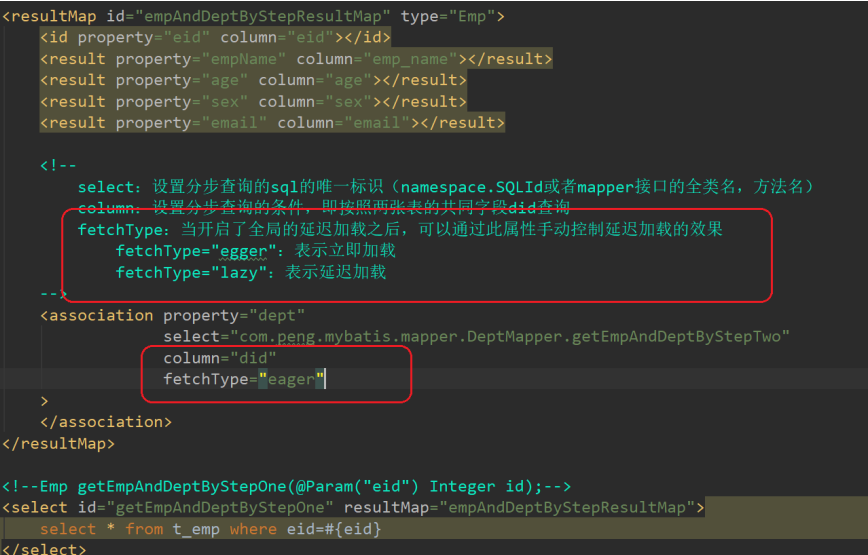 <resultMap id="empAndDeptByStepResultMap" type="Emp">
<id property="eid" column="eid"></id>
<result property="empName" column="emp_name"></result>
<result property="age" column="age"></result>
<result property="sex" column="sex"></result>
<result property="email" column="email"></result>
<!--
select：设置分步查询的sql的唯一标识（namespace.SQLId或者mapper接口的全类名，方法名）
column：设置分步查询的条件，即按照两张表的共同字段did查询
fetchType：当开启了全局的延迟加载之后，可以通过此属性手动控制延迟加载的效果
fetchType="egger"：表示立即加载
fetchType="lazy"：表示延迟加载
-->
<association property="dept"
select="com.peng.mybatis.mapper.DeptMapper.getEmpAndDeptByStepTwo"
column="did"
fetchType="eager"
>
</association>
</resultMap>
<!--Emp getEmpAndDeptByStepOne(@Param("eid") Integer id);-->
<select id="getEmpAndDeptByStepOne" resultMap="empAndDeptByStepResultMap">
select * from t_emp where eid=#{eid}
</select>